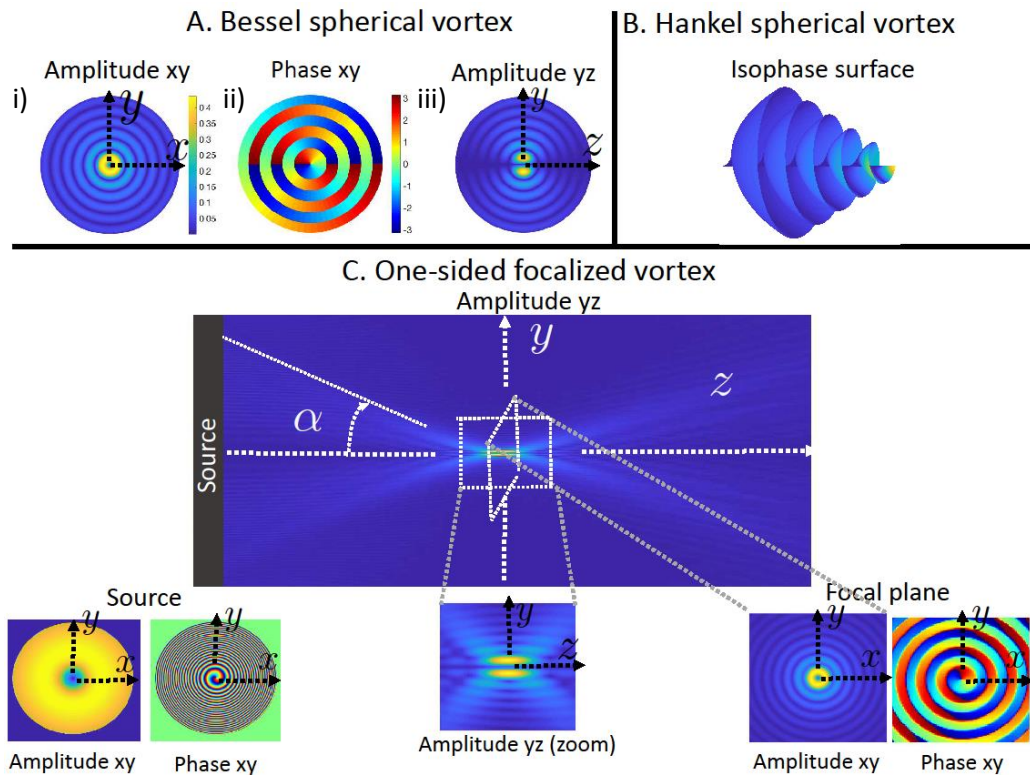 A. Bessel spherical vortex
B. Hankel spherical vortex
i) Amplitude xy
ii) Phase xy
iii) Amplitude yz
Isophase surface
y
x
0.4
0.35
0.3
0.25
0.2
0.15
0.1
0.05
3
2
1
0
-1
-2
-3
y
z
C. One-sided focalized vortex
Amplitude yz
y
z
α
Source
Source
y
x
y
x
Amplitude xy
Phase xy
y
z
Amplitude yz (zoom)
Focal plane
y
x
y
x
Amplitude xy
Phase xy